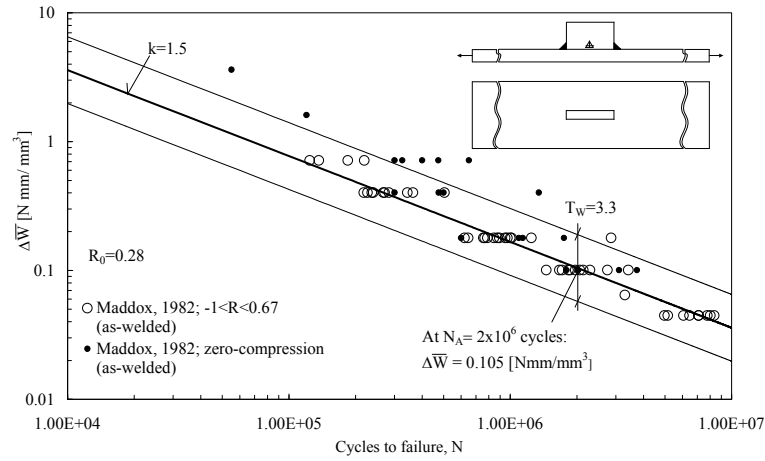 10
1
0.1
0.01
ΔW̅ [N mm/ mm³]
k=1.5
T_W=3.3
R₀=0.28
Maddox, 1982; -1<R<0.67
(as-welded)
Maddox, 1982; zero-compression
(as-welded)
At N_A= 2x10⁶ cycles:
ΔW̅ = 0.105 [Nmm/mm³]
1.00E+04 1.00E+05 1.00E+06 1.00E+07
Cycles to failure, N